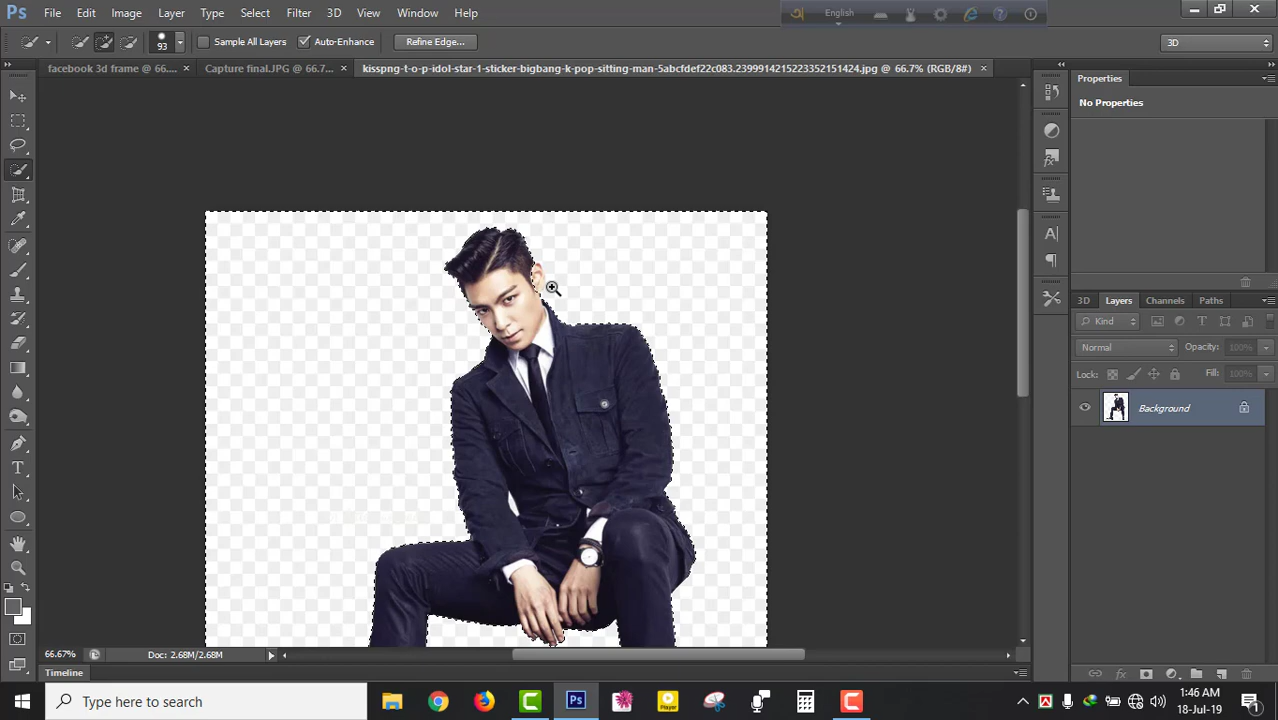 Ps File Edit Image Layer Type Select Filter 3D View Window Help
English
93 Sample All Layers Auto-Enhance Refine Edge... 3D
facebook 3d frame @ 66.... × Capture final.JPG @ 66.7... × kisspng-t-o-p-idol-star-1-sticker-bigbang-k-pop-sitting-man-5abcfdef22c083.2399914215223352151424.jpg @ 66.7% (RGB/8#) ×
Properties
No Properties
3D Layers Channels Paths
Kind
Normal Opacity: 100%
Lock: Fill: 100%
Background
66.67% Doc: 2.68M/2.68M
Timeline
Type here to search
Player
1:46 AM
18-Jul-19